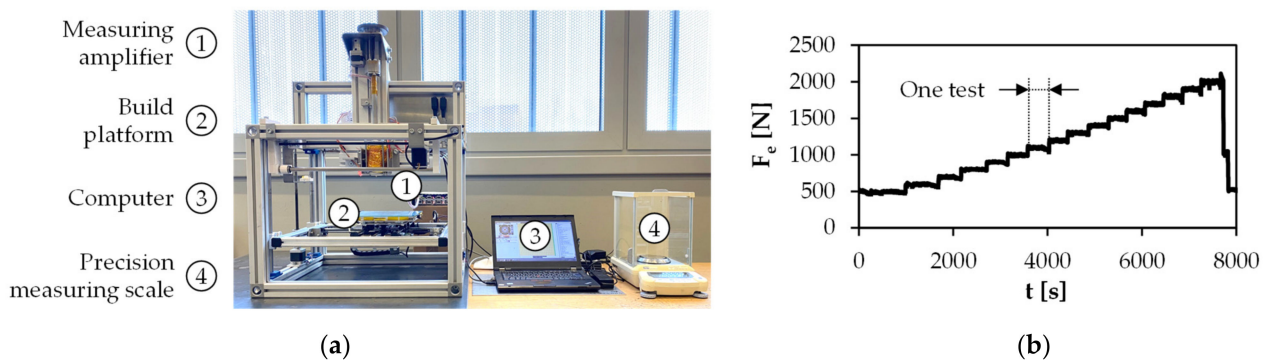 Measuring
amplifier
1
Build
platform
2
Computer
3
Precision
measuring scale
4
1
2
3
4
(a)
2500
2000
1500
1000
500
0
Fe [N]
One test
0
2000
4000
6000
8000
t [s]
(b)